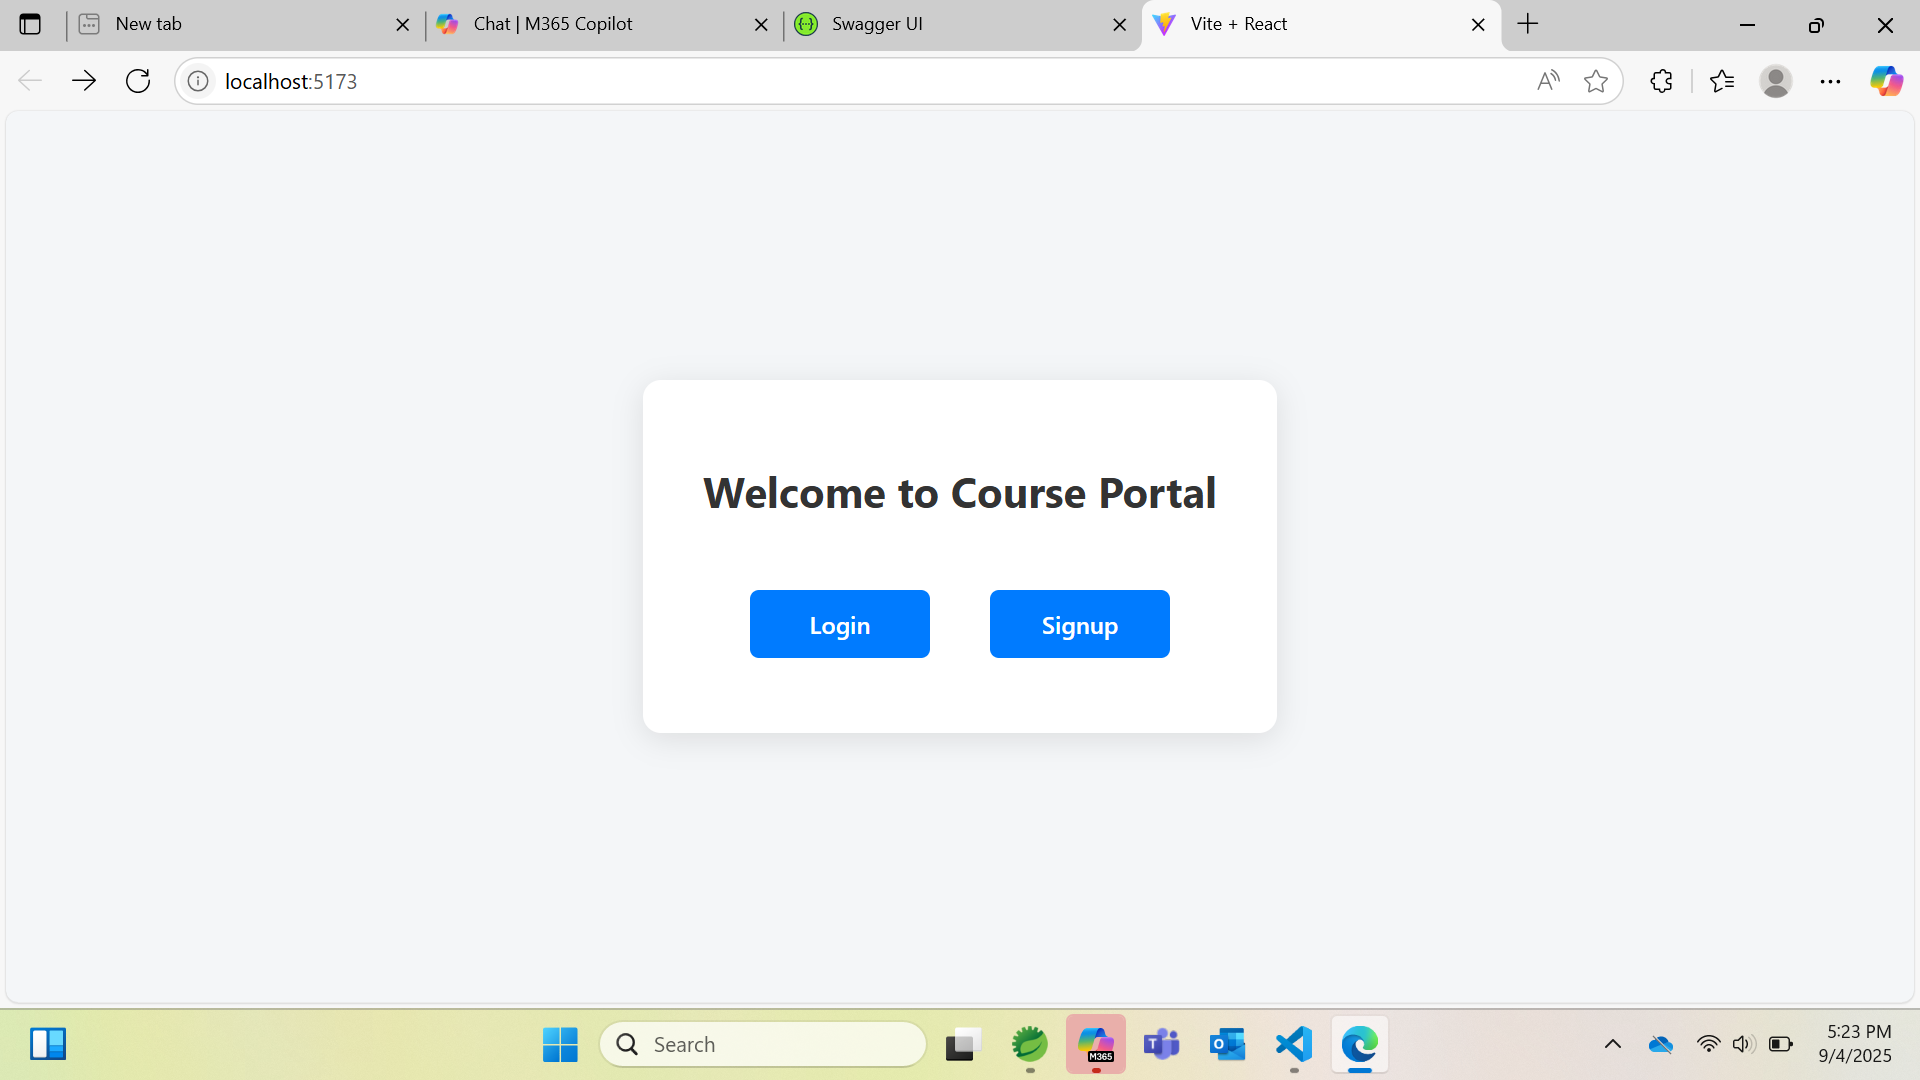 New tab
Chat | M365 Copilot
Swagger UI
Vite + React
localhost:5173
Welcome to Course Portal
Login
Signup
Search
M365
5:23 PM
9/4/2025